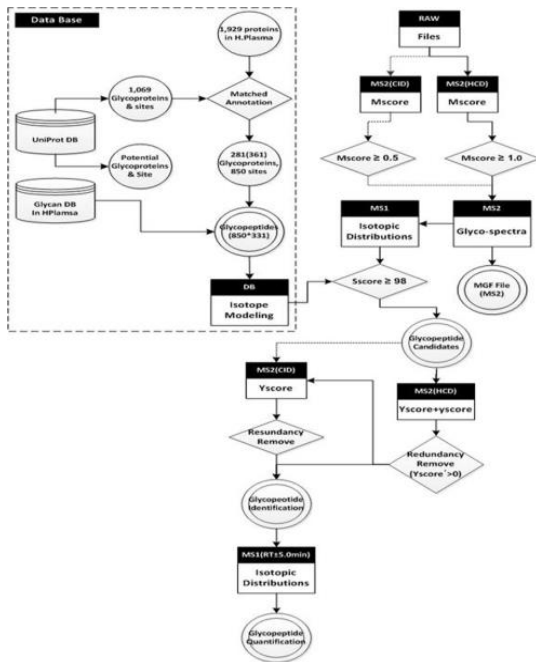 Data Base
1,929 proteins
in H.Plasma
1,069
Glycoproteins
& sites
Matched
Annotation
UniProt DB
Potential
Glycoproteins
& Site
281(361)
Glycoproteins,
850 sites
Glycan DB
In HPlamsa
Glycopeptides
(850*331)
DB
Isotope
Modeling
RAW
Files
MS2(CID)
Mscore
MS2(HCD)
Mscore
Mscore ≥ 0.5
Mscore ≥ 1.0
MS1
Isotopic
Distributions
MS2
Glyco-spectra
Sscore ≥ 98
MGF File
(MS2)
Glycopeptide
Candidates
MS2(CID)
Yscore
MS2(HCD)
Yscore+yscore
Resundancy
Remove
Redundancy
Remove
(Yscore´>0)
Glycopeotide
Identification
MS1(RT±5.0min)
Isotopic
Distributions
Glycopeptide
Quantification